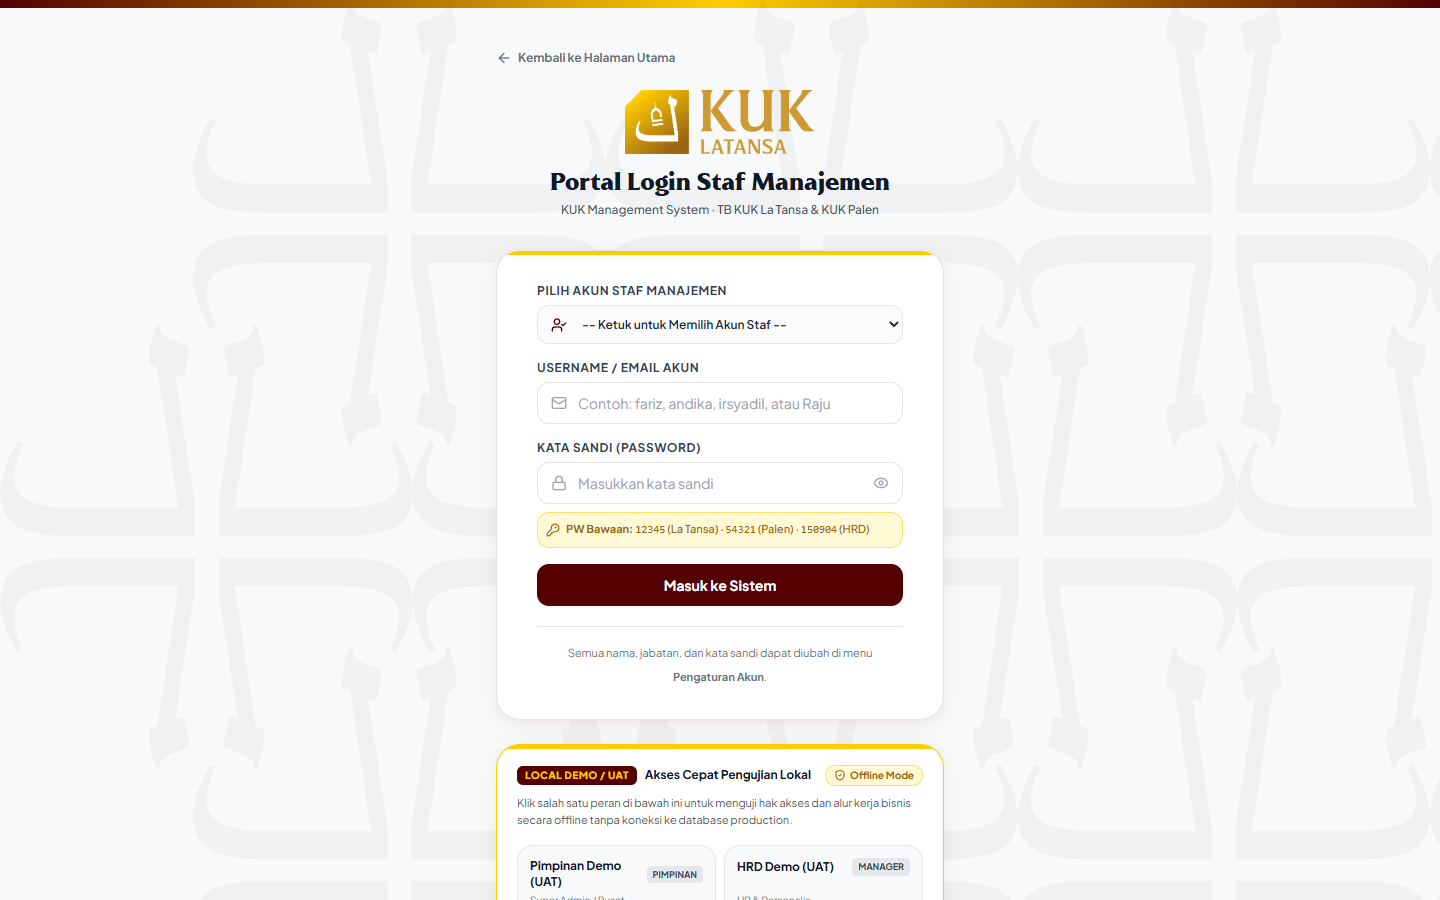 Kembali ke Halaman Utama
KUK
LATANSA
Portal Login Staf Manajemen
KUK Management System · TB KUK La Tansa & KUK Palen
PILIH AKUN STAF MANAJEMEN
-- Ketuk untuk Memilih Akun Staf --
USERNAME / EMAIL AKUN
Contoh: fariz, andika, irsyadil, atau Raju
KATA SANDI (PASSWORD)
Masukkan kata sandi
PW Bawaan: 12345 (La Tansa) · 54321 (Palen) · 150904 (HRD)
Masuk ke Sistem
Semua nama, jabatan, dan kata sandi dapat diubah di menu
Pengaturan Akun.
LOCAL DEMO / UAT Akses Cepat Pengujian Lokal Offline Mode
Klik salah satu peran di bawah ini untuk menguji hak akses dan alur kerja bisnis
secara offline tanpa koneksi ke database production.
Pimpinan Demo (UAT) PIMPINAN
HRD Demo (UAT) MANAGER